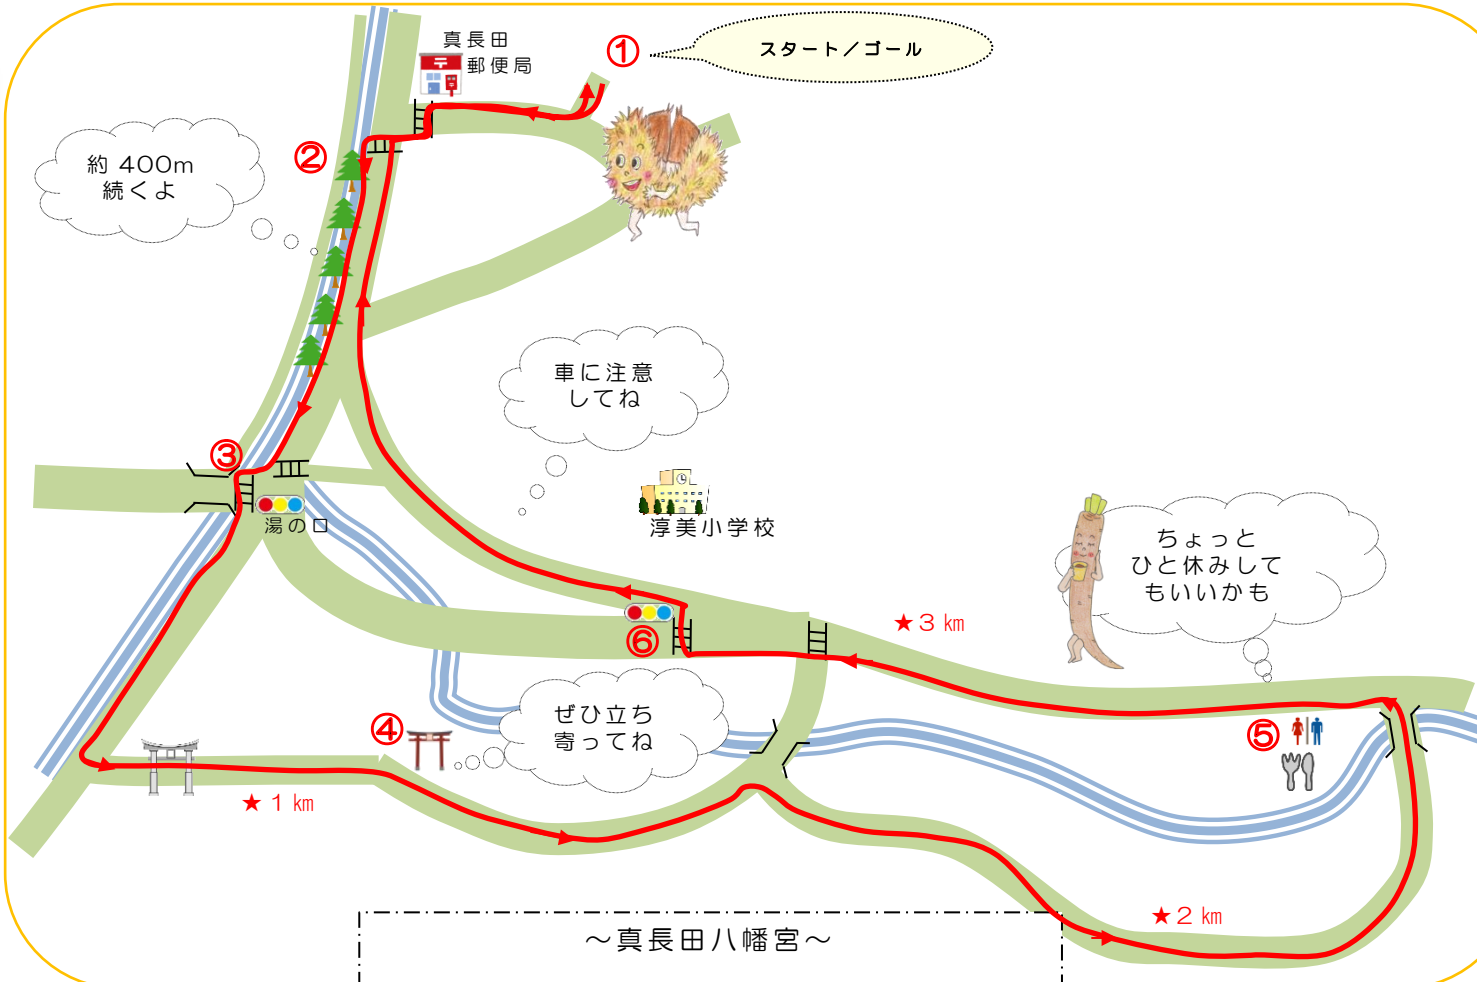 真長田
郵便局
①
スタート／ゴール
②
約 400m
続くよ
車に注意
してね
③
湯の口
淳美小学校
ちょっと
ひと休みして
もいいかも
★3 km
⑥
④
ぜひ立ち
寄ってね
⑤
★1 km
★2 km
～真長田八幡宮～